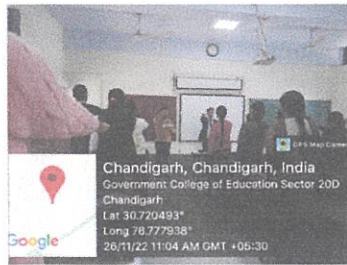 GPS Map Camera
Chandigarh, Chandigarh, India
Government College of Education Sector 20D
Chandigarh
Lat 30.720493°
Long 76.777938°
26/11/22 11:04 AM GMT +05:30
Google